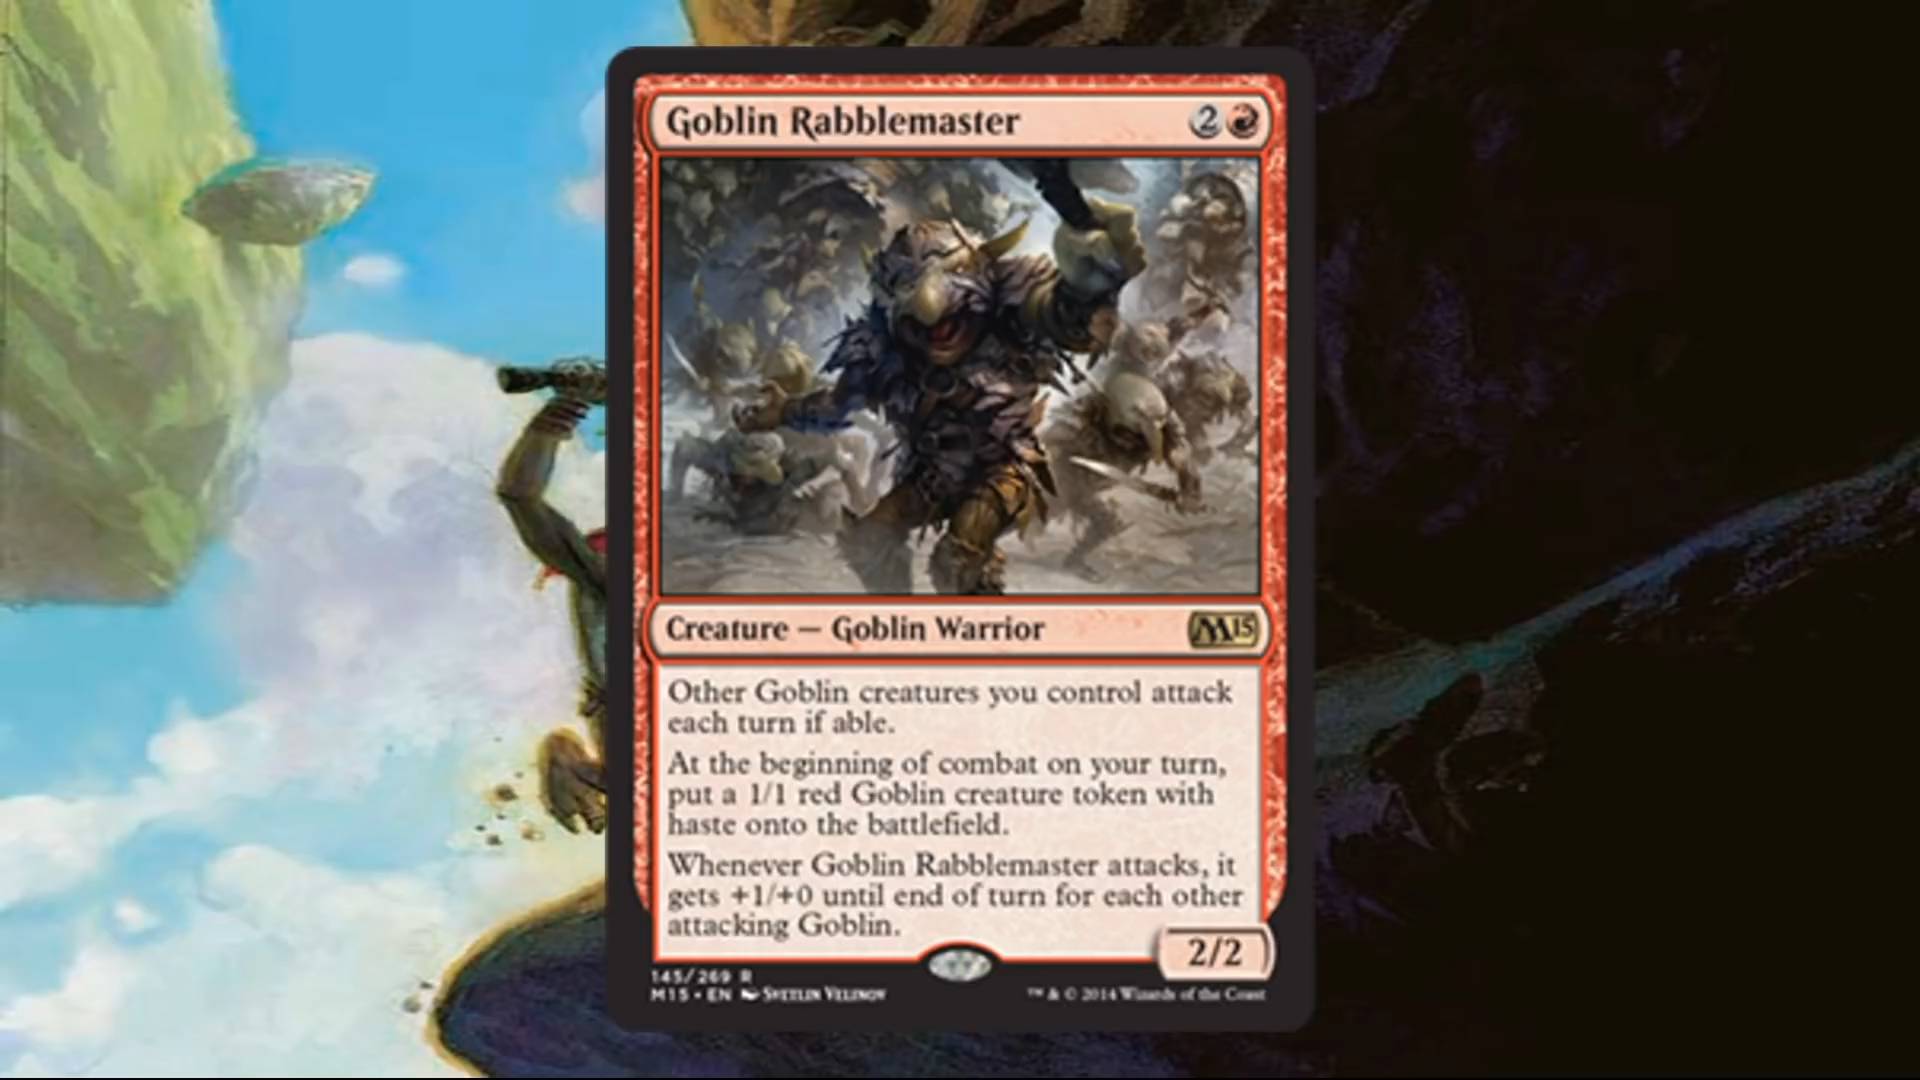 Goblin Rabblemaster 2
Creature — Goblin Warrior M15
Other Goblin creatures you control attack
each turn if able.
At the beginning of combat on your turn,
put a 1/1 red Goblin creature token with
haste onto the battlefield.
Whenever Goblin Rabblemaster attacks, it
gets +1/+0 until end of turn for each other
attacking Goblin.
2/2
145/269 R
M15 • EN Svetlin Velinov
™ & © 2014 Wizards of the Coast